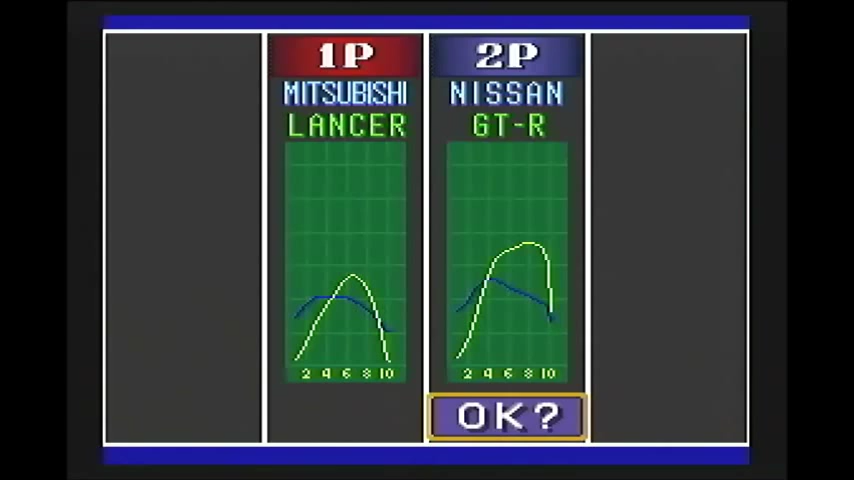 1P
MITSUBISHI
LANCER
2 4 6 8 10
2P
NISSAN
GT-R
2 4 6 8 10
OK?